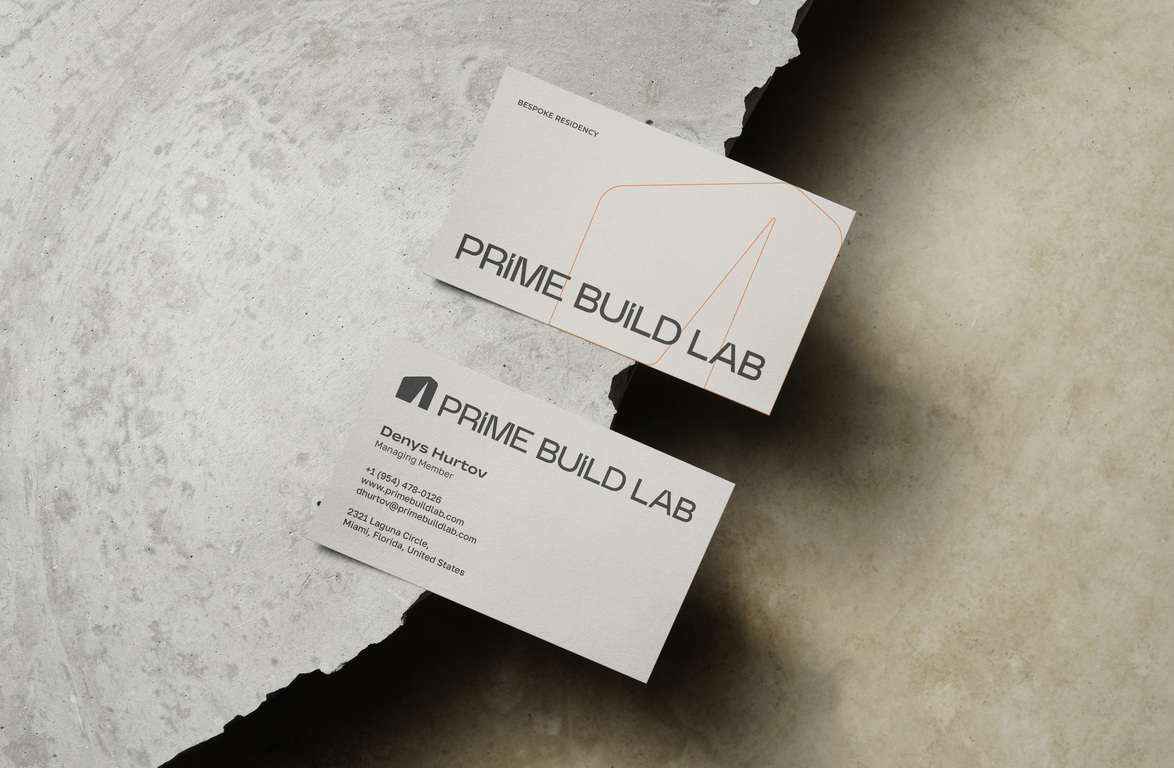 BESPOKE RESIDENCY
PRiME BUiLD LAB
PRiME BUiLD LAB
Denys Hurtov
Managing Member
+1 (954) 478-0126
www.primebuildlab.com
dhurtov@primebuildlab.com
2321 Laguna Circle,
Miami, Florida, United States